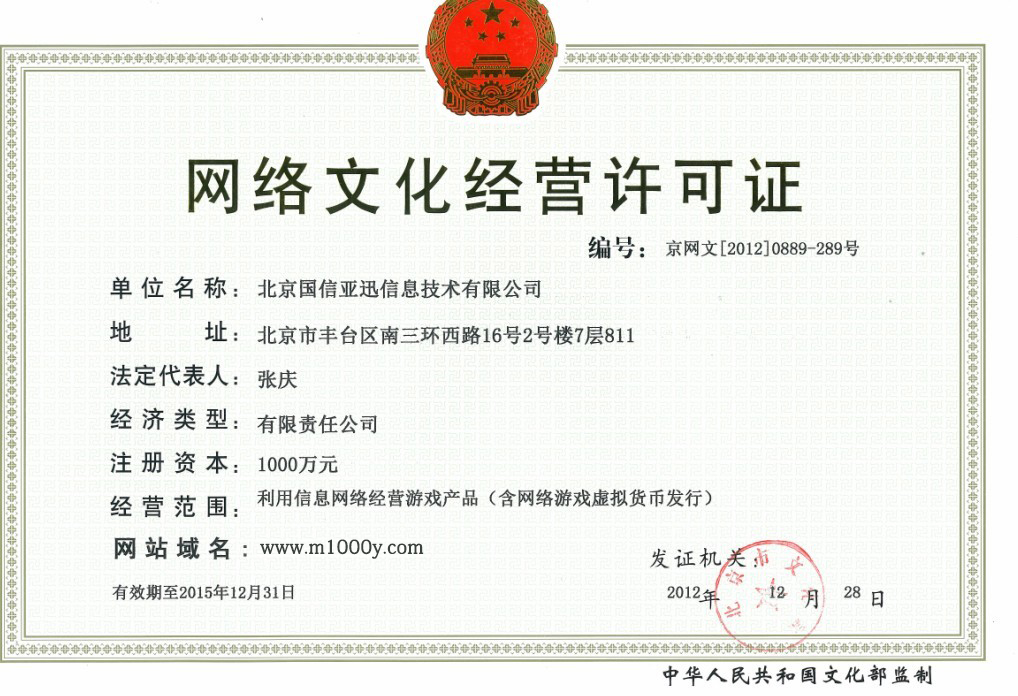 网络文化经营许可证
编号：京网文[2012]0889-289号
单位名称：北京国信亚迅信息技术有限公司
地址：北京市丰台区南三环西路16号2号楼7层811
法定代表人：张庆
经济类型：有限责任公司
注册资本：1000万元
经营范围：利用信息网络经营游戏产品（含网络游戏虚拟货币发行）
网站域名：www.m1000y.com
发证机关：
北京市文
有效期至2015年12月31日
2012年12月28日
中华人民共和国文化部监制